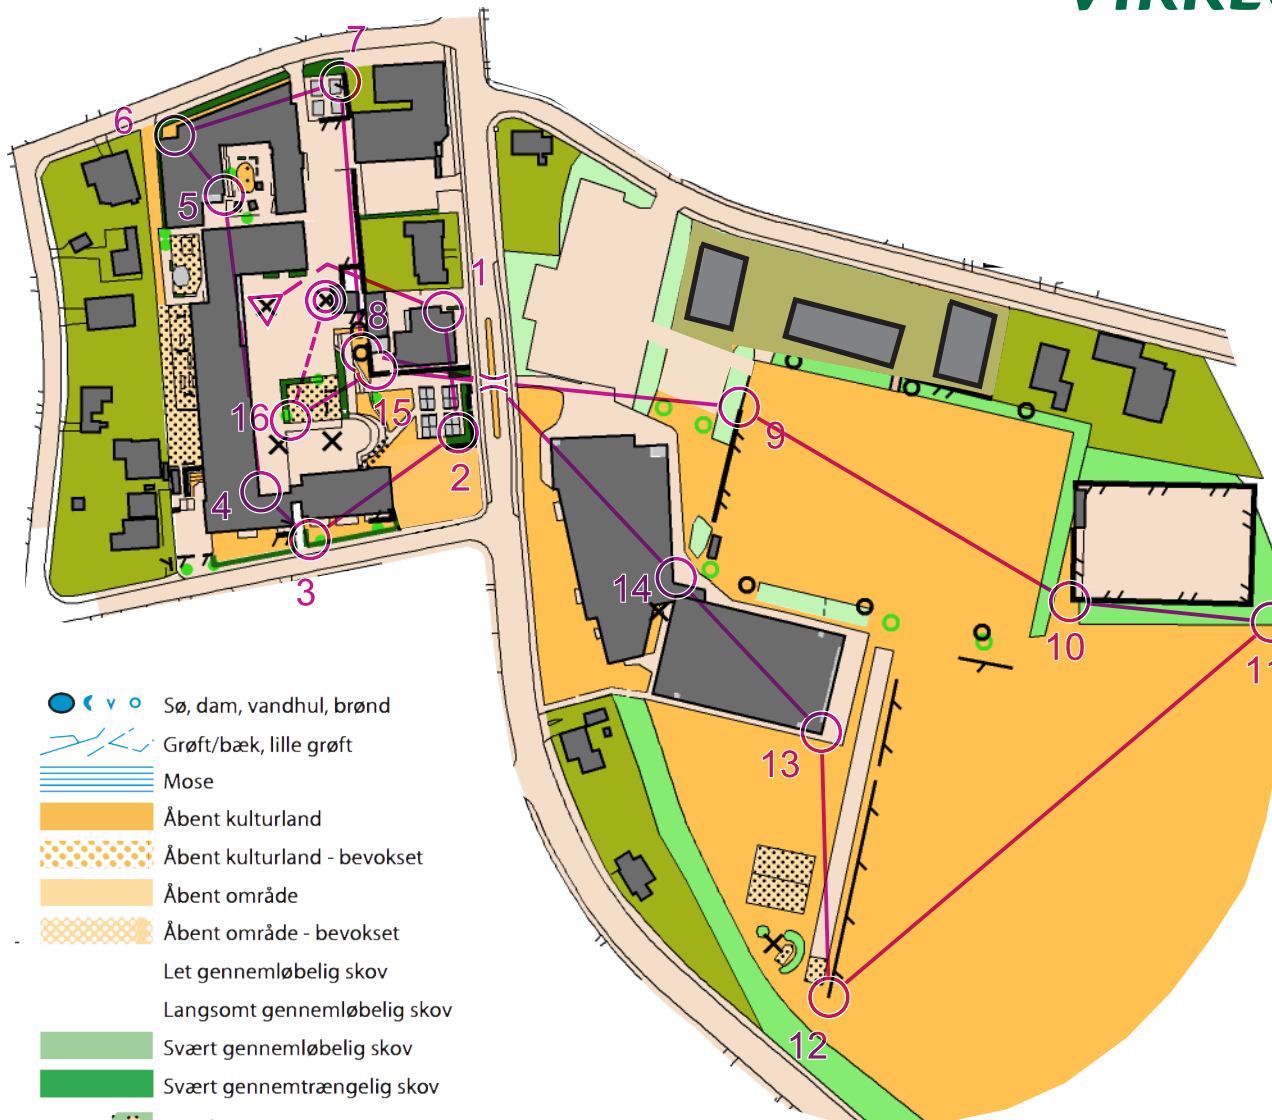 7
6
5
1
8
15
16
9
2
4
3
14
10
11
13
12
Sø, dam, vandhul, brønd
Grøft/bæk, lille grøft
Mose
Åbent kulturland
Åbent kulturland - bevokset
Åbent område
Åbent område - bevokset
Let gennemløbelig skov
Langsomt gennemløbelig skov
Svært gennemløbelig skov
Svært gennemtrængelig skov